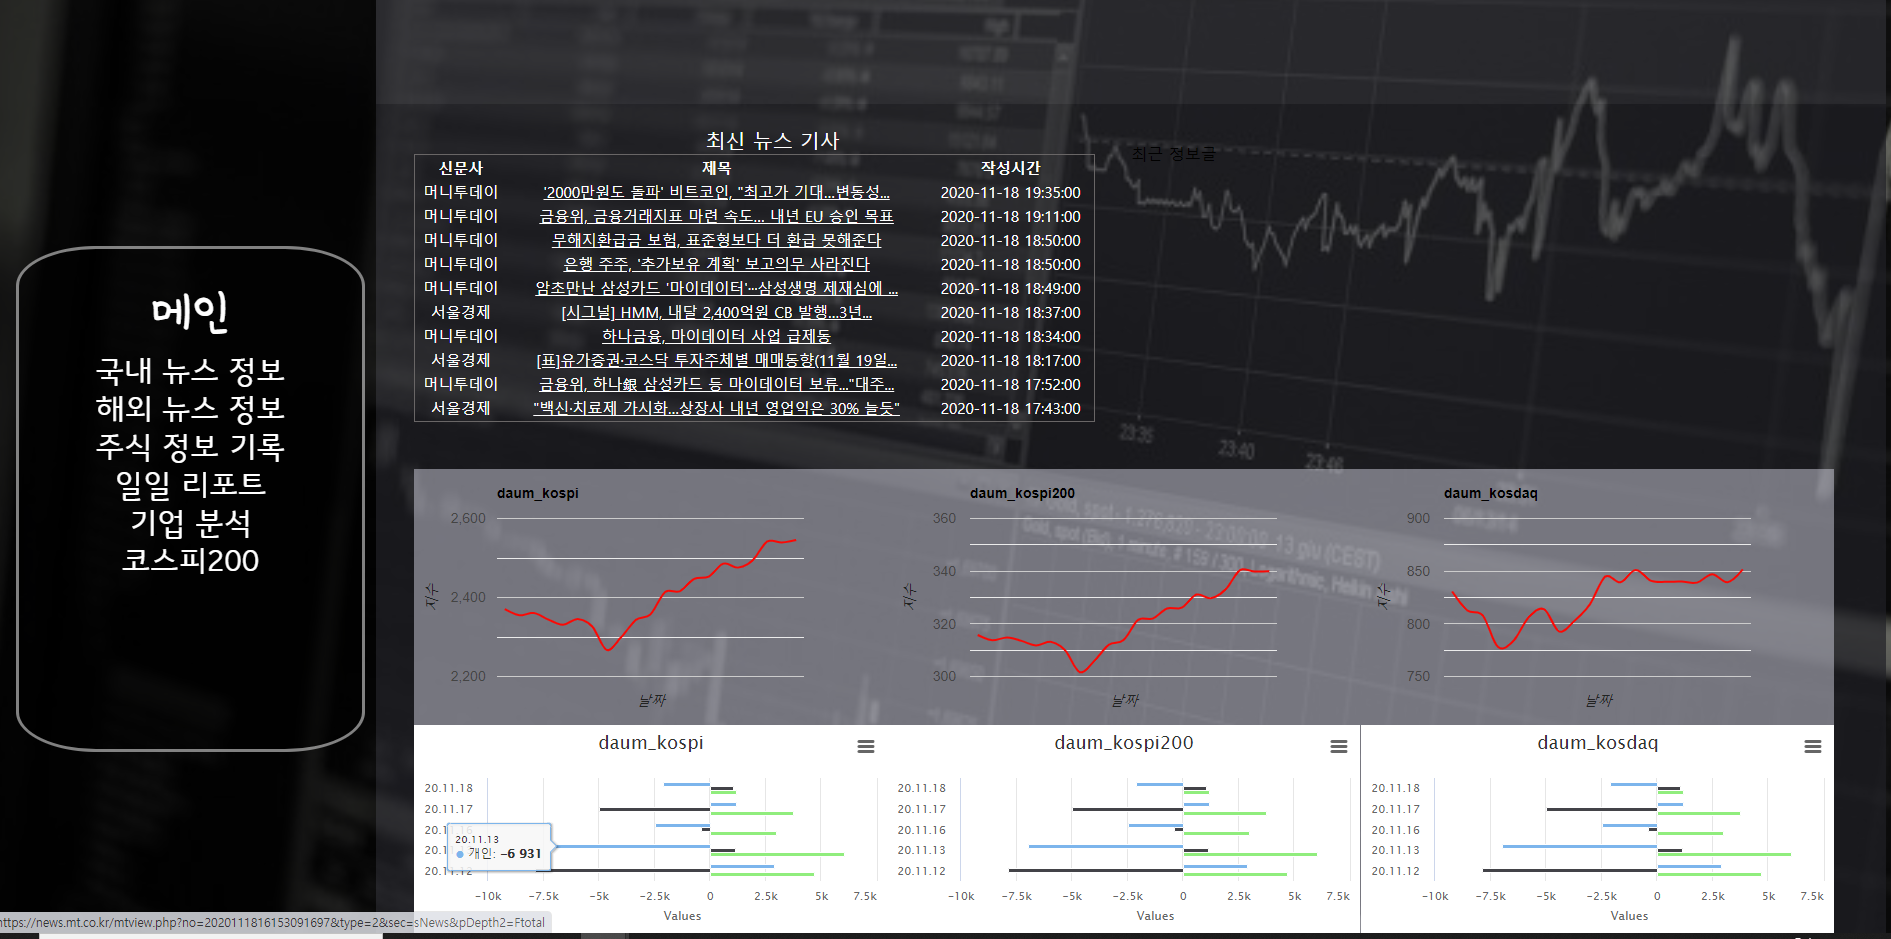 메인
국내 뉴스 정보
해외 뉴스 정보
주식 정보 기록
일일 리포트
기업 분석
코스피200
최신 뉴스 기사
신문사 제목 작성시간
머니투데이 '2000만원도 돌파' 비트코인, "최고가 기대...변동성... 2020-11-18 19:35:00
머니투데이 금융위, 금융거래지표 마련 속도... 내년 EU 승인 목표 2020-11-18 19:11:00
머니투데이 무해지환급금 보험, 표준형보다 더 환급 못해준다 2020-11-18 18:50:00
머니투데이 은행 주주, '추가보유 계획' 보고의무 사라진다 2020-11-18 18:50:00
머니투데이 암초만난 삼성카드 '마이데이터'…삼성생명 제재심에 ... 2020-11-18 18:49:00
서울경제 [시그널] HMM, 내달 2,400억원 CB 발행...3년... 2020-11-18 18:37:00
머니투데이 하나금융, 마이데이터 사업 급제동 2020-11-18 18:34:00
서울경제 [표]유가증권·코스닥 투자주체별 매매동향(11월 19일... 2020-11-18 18:17:00
머니투데이 금융위, 하나銀 삼성카드 등 마이데이터 보류..."대주... 2020-11-18 17:52:00
서울경제 "백신·치료제 가시화...상장사 내년 영업익은 30% 늘듯" 2020-11-18 17:43:00
최근 정보글
23:35
23:40
23:46
daum_kospi
2,600
2,400
2,200
지수
날짜
daum_kospi200
360
340
320
300
지수
날짜
daum_kosdaq
900
850
800
750
지수
날짜
Gold, spot (Bid), 1 minute, # 159 / 300, Logarithmic, Heikin
daum_kospi
20.11.18
20.11.17
20.11.16
20.11.13
개인: -6 931
20.11.12
-10k -7.5k -5k -2.5k 0 2.5k 5k 7.5k
Values
daum_kospi200
20.11.18
20.11.17
20.11.16
20.11.13
20.11.12
-10k -7.5k -5k -2.5k 0 2.5k 5k 7.5k
Values
daum_kosdaq
20.11.18
20.11.17
20.11.16
20.11.13
20.11.12
-10k -7.5k -5k -2.5k 0 2.5k 5k 7.5k
Values
https://news.mt.co.kr/mtview.php?no=2020111816153091697&type=2&sec=sNews&pDepth2=Ftotal